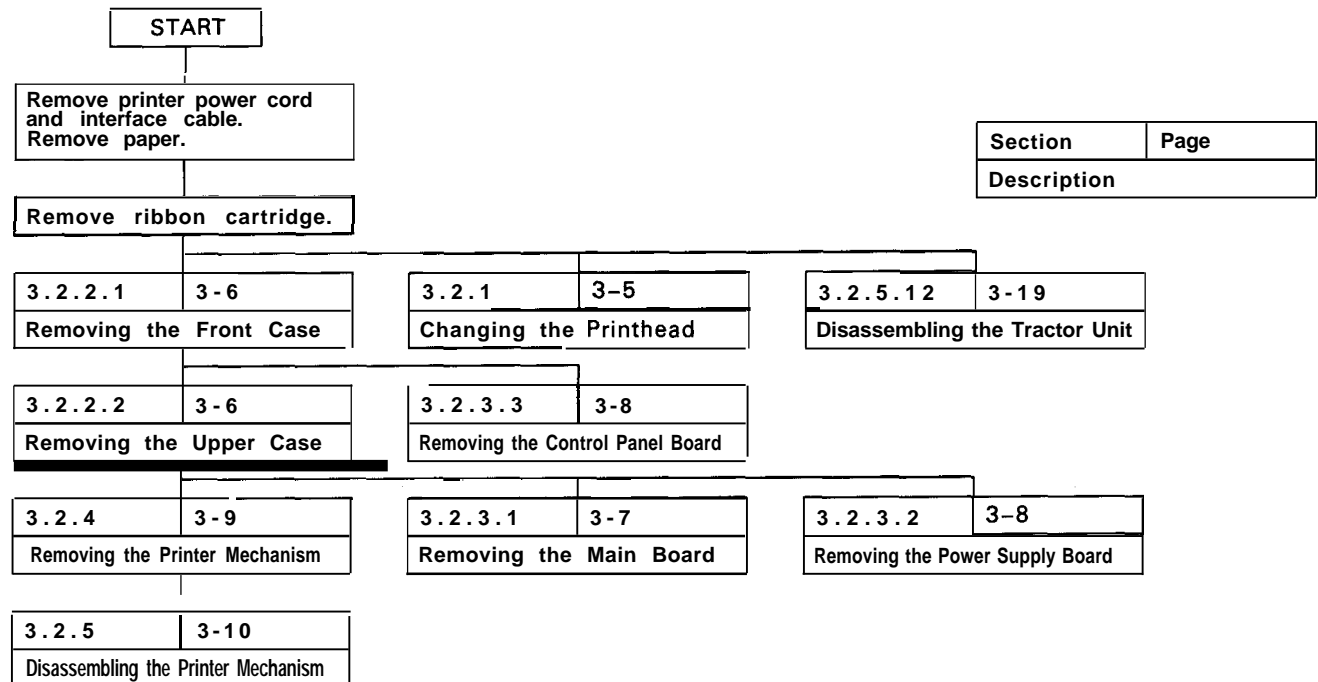 START
Remove printer power cord
and interface cable.
Remove paper.
Section Page
Description
Remove ribbon cartridge.
3.2.2.1 3-6
Removing the Front Case
3.2.1 3-5
Changing the Printhead
3.2.5.12 3-19
Disassembling the Tractor Unit
3.2.2.2 3-6
Removing the Upper Case
3.2.3.3 3-8
Removing the Control Panel Board
3.2.4 3-9
Removing the Printer Mechanism
3.2.3.1 3-7
Removing the Main Board
3.2.3.2 3-8
Removing the Power Supply Board
3.2.5 3-10
Disassembling the Printer Mechanism